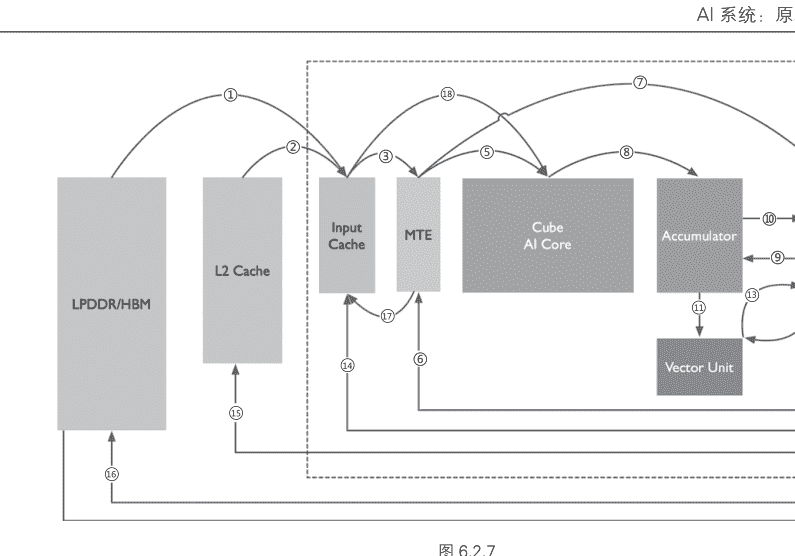 AI 系统：原
①
⑱
⑦
②
③
⑤
⑧
Input
Cache
MTE
Cube
AI Core
Accumulator
⑩
⑨
L2 Cache
LPDDR/HBM
⑬
⑪
⑰
⑭
⑥
Vector Unit
⑮
⑯
图 6.2.7